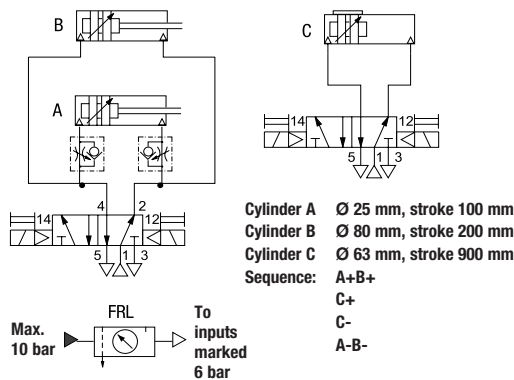 B
C
A
14
12
5
1
3
4
2
14
12
5
1
3
Cylinder A Ø 25 mm, stroke 100 mm
Cylinder B Ø 80 mm, stroke 200 mm
Cylinder C Ø 63 mm, stroke 900 mm
Sequence: A+B+
C+
C-
A-B-
FRL
Max.
10 bar
To
inputs
marked
6 bar